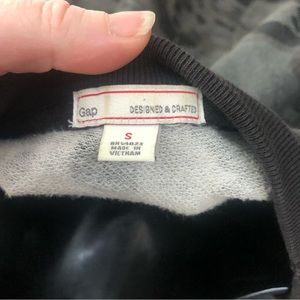 Gap DESIGNED & CRAFTED
S
MADE IN
VIETNAM